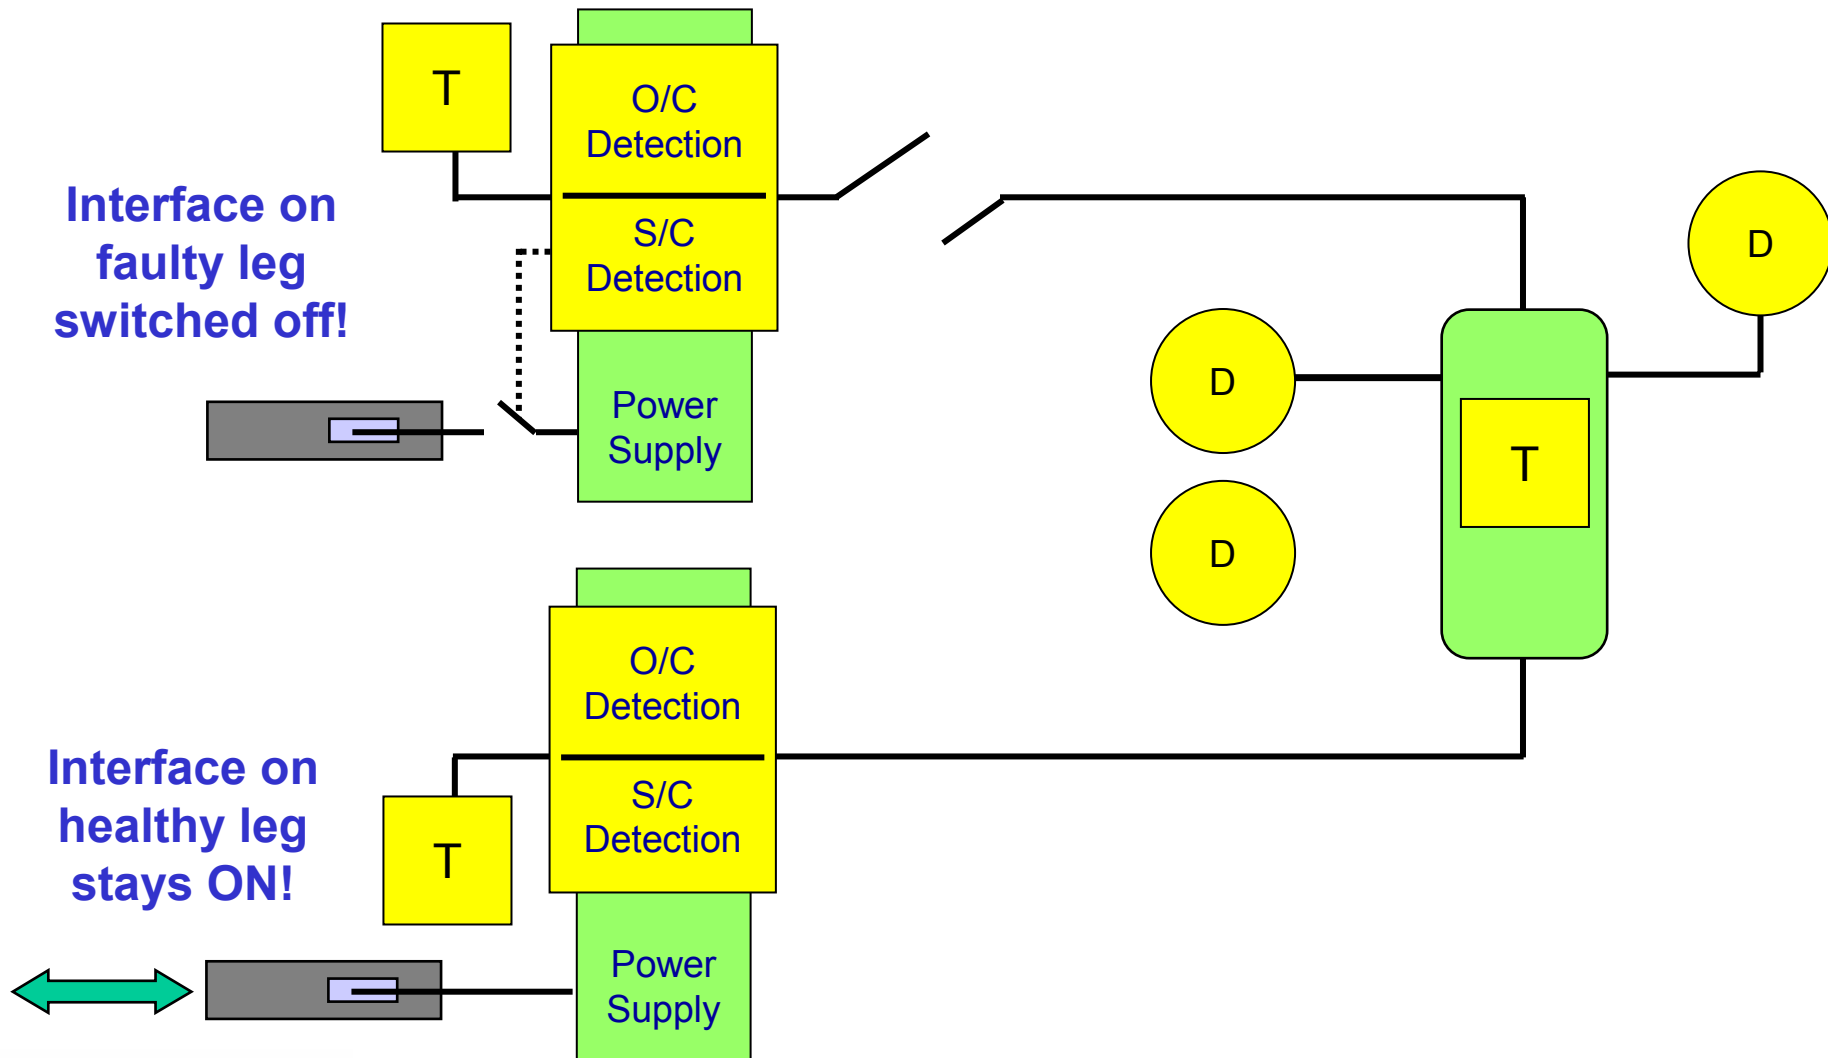 T
O/C
Detection
S/C
Detection
Interface on
faulty leg
switched off!
Power
Supply
D
D
D
T
O/C
Detection
S/C
Detection
Interface on
healthy leg
stays ON!
T
Power
Supply